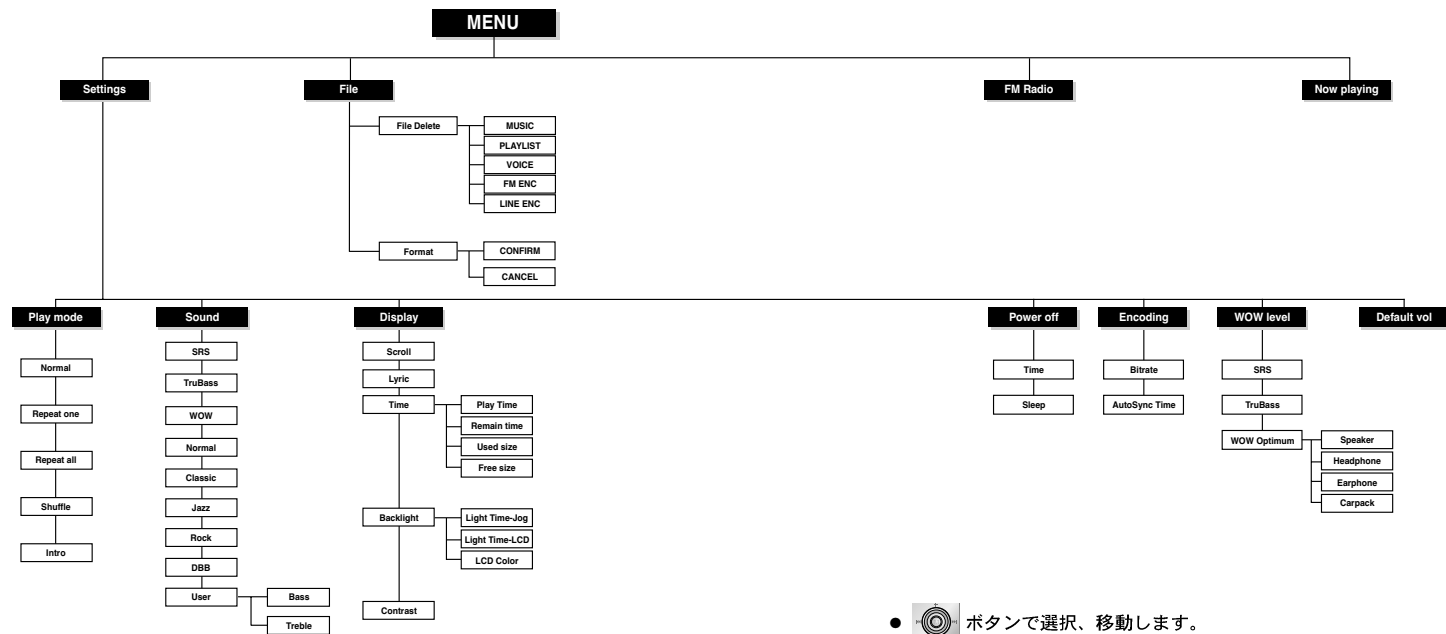 MENU
Settings
File
FM Radio
Now playing
File Delete
MUSIC
PLAYLIST
VOICE
FM ENC
LINE ENC
Format
CONFIRM
CANCEL
Play mode
Normal
Repeat one
Repeat all
Shuffle
Intro
Sound
SRS
TruBass
WOW
Normal
Classic
Jazz
Rock
DBB
User
Bass
Treble
Display
Scroll
Lyric
Time
Play Time
Remain time
Used size
Free size
Backlight
Light Time-Jog
Light Time-LCD
LCD Color
Contrast
Power off
Time
Sleep
Encoding
Bitrate
AutoSync Time
WOW level
SRS
TruBass
WOW Optimum
Speaker
Headphone
Earphone
Carpack
Default vol
● ボタンで選択、移動します。